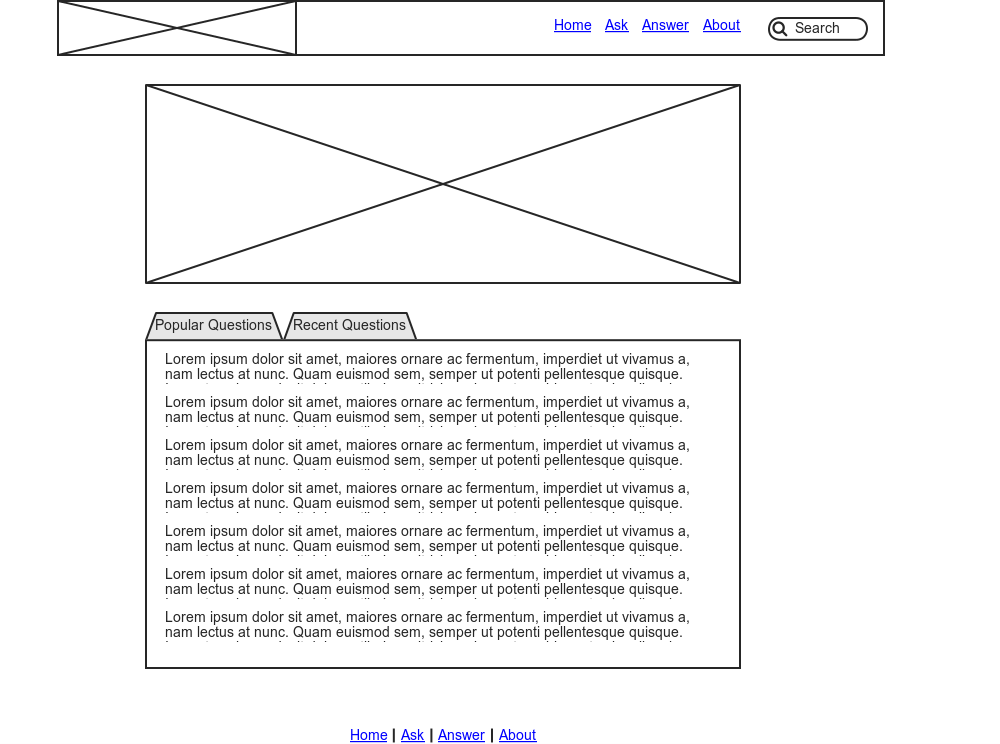 Home Ask Answer About Search
Popular Questions Recent Questions
Lorem ipsum dolor sit amet, maiores ornare ac fermentum, imperdiet ut vivamus a,
nam lectus at nunc. Quam euismod sem, semper ut potenti pellentesque quisque.
Lorem ipsum dolor sit amet, maiores ornare ac fermentum, imperdiet ut vivamus a,
nam lectus at nunc. Quam euismod sem, semper ut potenti pellentesque quisque.
Lorem ipsum dolor sit amet, maiores ornare ac fermentum, imperdiet ut vivamus a,
nam lectus at nunc. Quam euismod sem, semper ut potenti pellentesque quisque.
Lorem ipsum dolor sit amet, maiores ornare ac fermentum, imperdiet ut vivamus a,
nam lectus at nunc. Quam euismod sem, semper ut potenti pellentesque quisque.
Lorem ipsum dolor sit amet, maiores ornare ac fermentum, imperdiet ut vivamus a,
nam lectus at nunc. Quam euismod sem, semper ut potenti pellentesque quisque.
Lorem ipsum dolor sit amet, maiores ornare ac fermentum, imperdiet ut vivamus a,
nam lectus at nunc. Quam euismod sem, semper ut potenti pellentesque quisque.
Lorem ipsum dolor sit amet, maiores ornare ac fermentum, imperdiet ut vivamus a,
nam lectus at nunc. Quam euismod sem, semper ut potenti pellentesque quisque.
Home | Ask | Answer | About